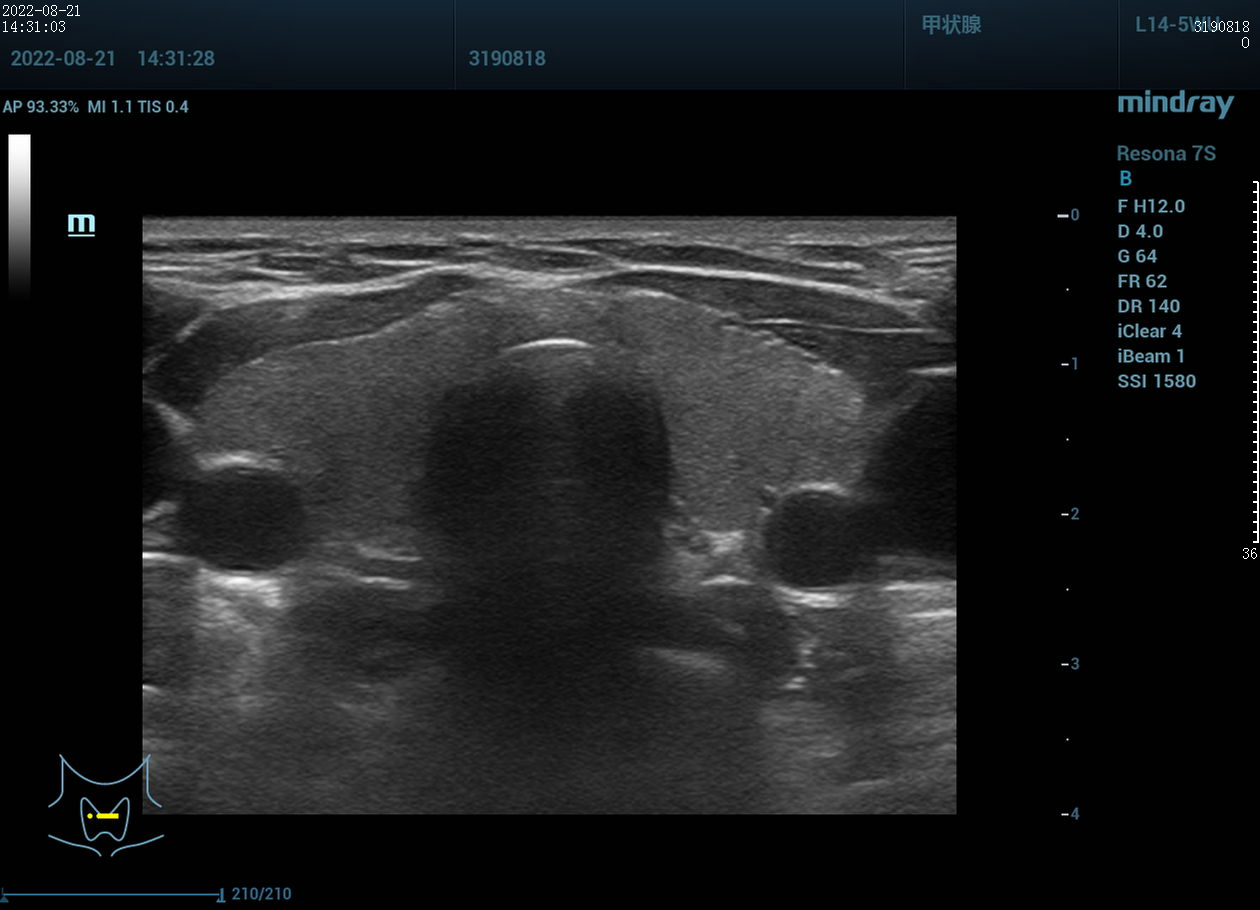 2022-08-21
14:31:03
甲状腺
3190818
0
2022-08-21 14:31:28
3190818
AP 93.33% MI 1.1 TIS 0.4
mindray
Resona 7S
B
F H12.0
D 4.0
G 64
FR 62
DR 140
iClear 4
iBeam 1
SSI 1580
m
0
1
2
3
4
36
210/210